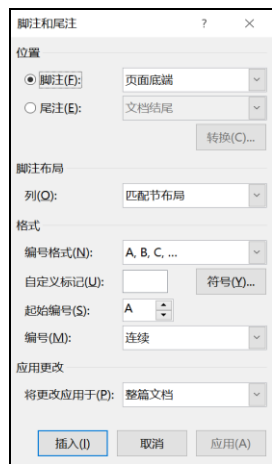 脚注和尾注 ? ×
位置
脚注(F): 页面底端
尾注(E): 文档结尾
转换(C)...
脚注布局
列(O): 匹配节布局
格式
编号格式(N): A, B, C, ...
自定义标记(U): 符号(Y)...
起始编号(S): A
编号(M): 连续
应用更改
将更改应用于(P): 整篇文档
插入(I) 取消 应用(A)